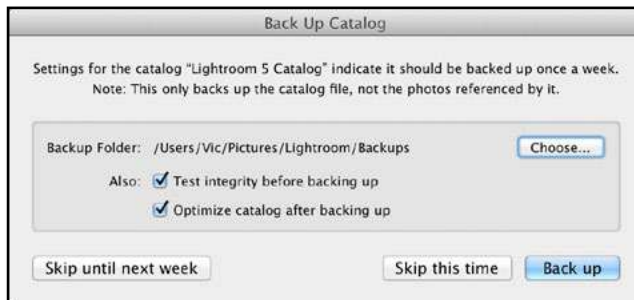 Back Up Catalog
Settings for the catalog “Lightroom 5 Catalog” indicate it should be backed up once a week.
Note: This only backs up the catalog file, not the photos referenced by it.
Backup Folder: /Users/Vic/Pictures/Lightroom/Backups Choose...
Also: Test integrity before backing up
Optimize catalog after backing up
Skip until next week Skip this time Back up